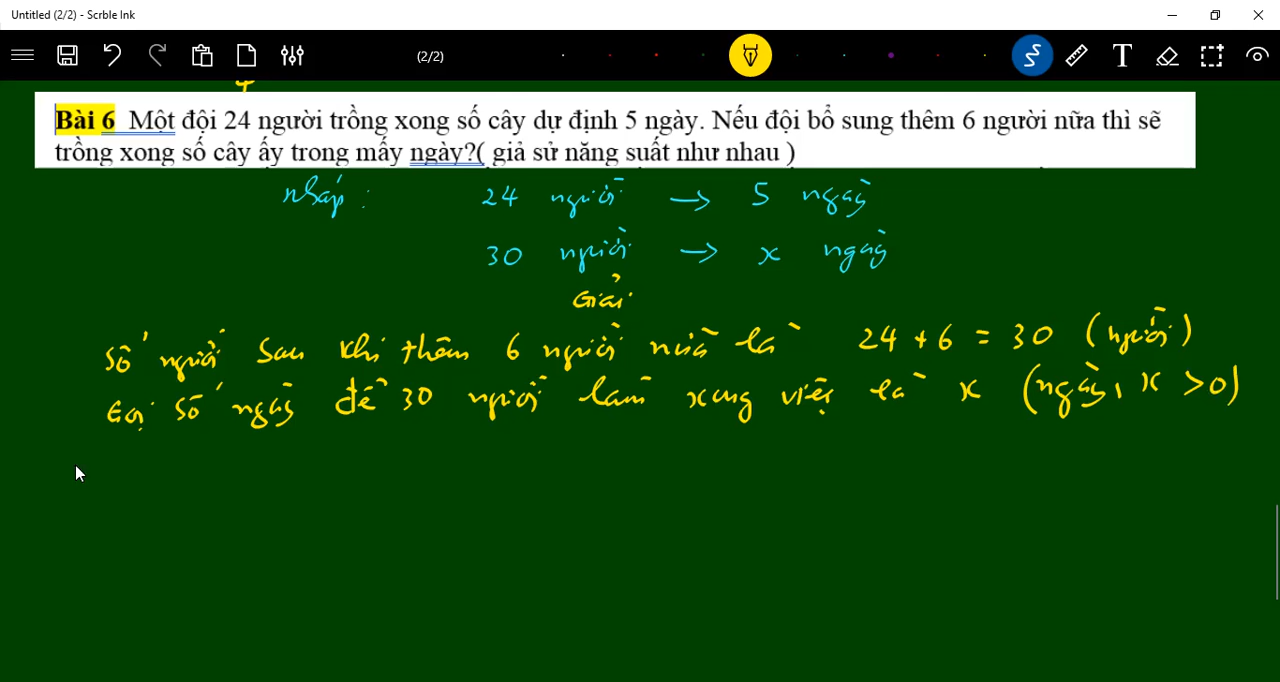 Untitled (2/2) - Scrble Ink
(2/2)
T
Bài 6 Một đội 24 người trồng xong số cây dự định 5 ngày. Nếu đội bổ sung thêm 6 người nữa thì sẽ
trồng xong số cây ấy trong mấy ngày?( giả sử năng suất như nhau )
nháp : 24 người → 5 ngày
30 người → x ngày
Giải
Số người sau khi thêm 6 người nữa là 24 + 6 = 30 (người)
Gọi số ngày để 30 người làm xong việc là x (ngày, x > 0)